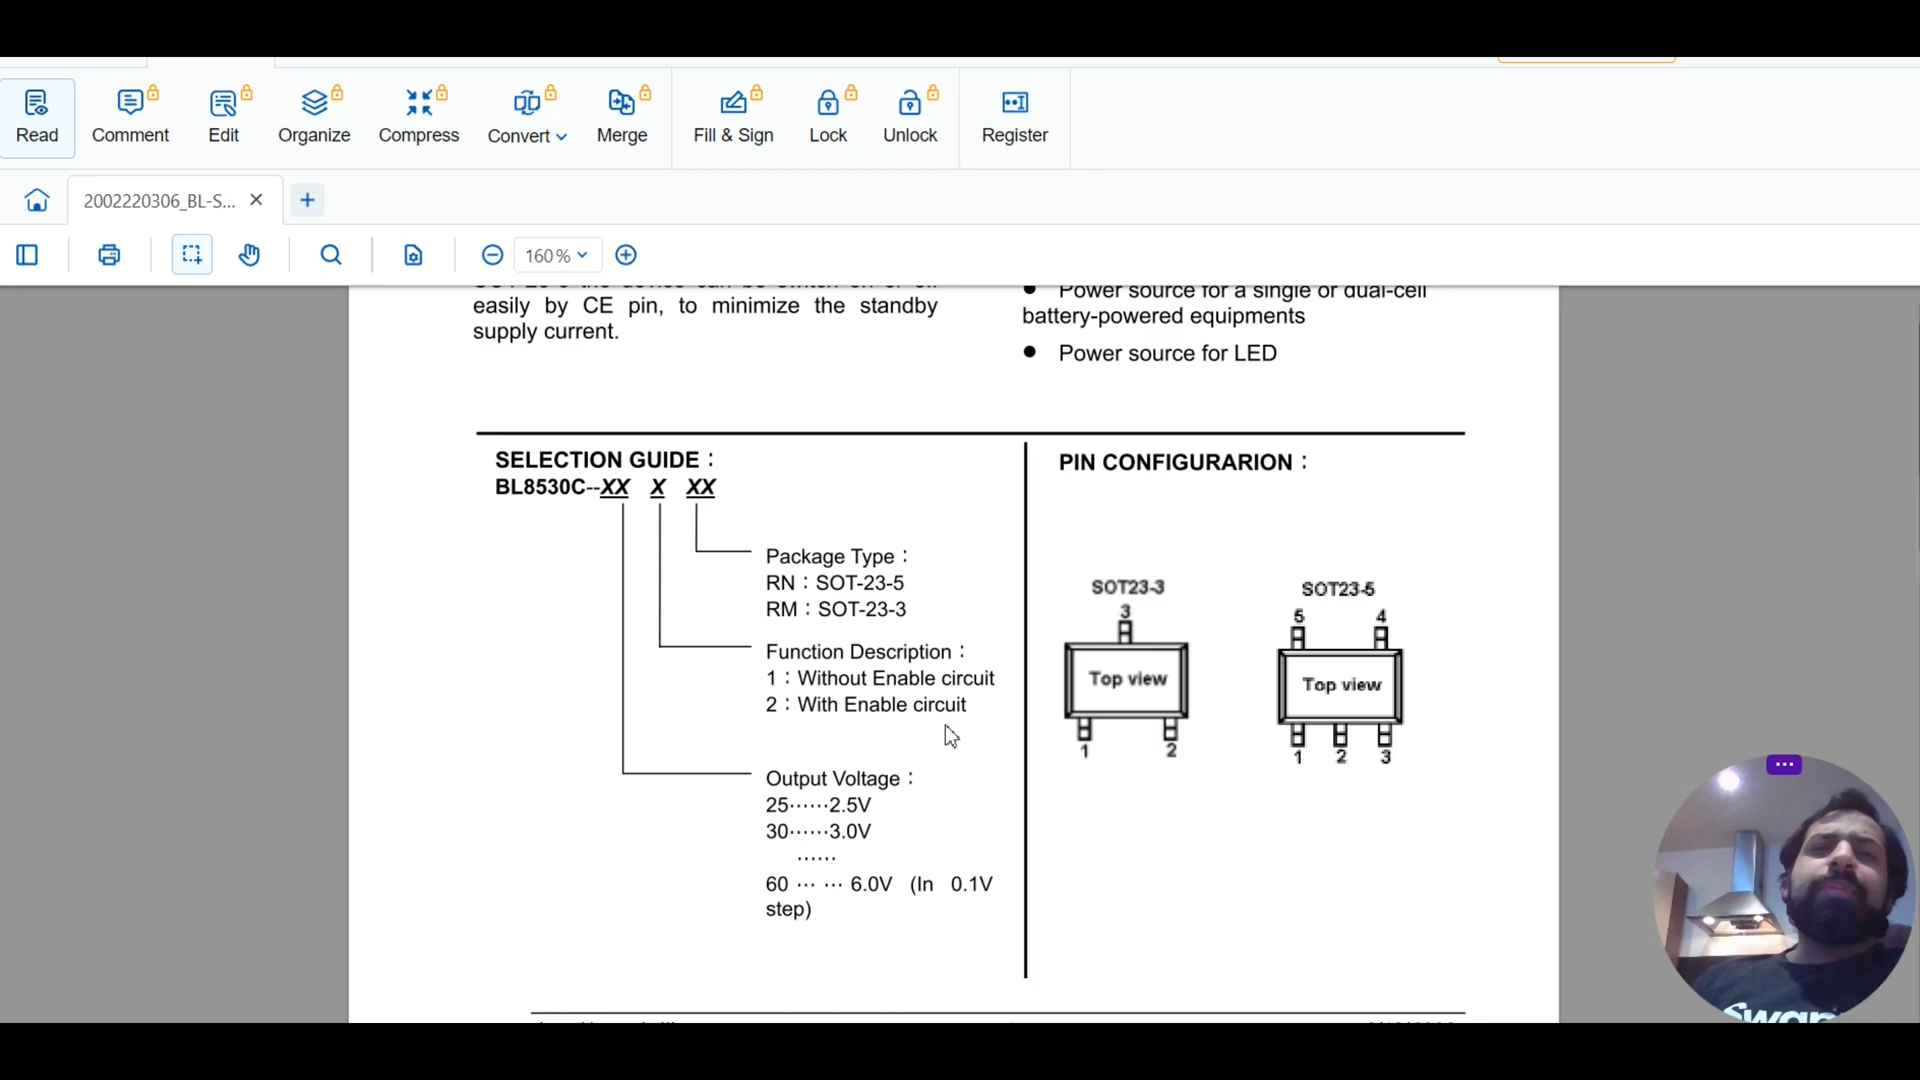 Read
Comment
Edit
Organize
Compress
Convert
Merge
Fill & Sign
Lock
Unlock
Register
2002220306_BL-S...
160%
easily by CE pin, to minimize the standby
supply current.
● Power source for a single or dual-cell
battery-powered equipments
● Power source for LED
SELECTION GUIDE：
BL8530C--XX X XX
Package Type：
RN：SOT-23-5
RM：SOT-23-3
Function Description：
1：Without Enable circuit
2：With Enable circuit
Output Voltage：
25······2.5V
30······3.0V
······
60 ··· ··· 6.0V (In 0.1V
step)
PIN CONFIGURARION：
SOT23-3
3
Top view
1 2
SOT23-5
5 4
Top view
1 2 3